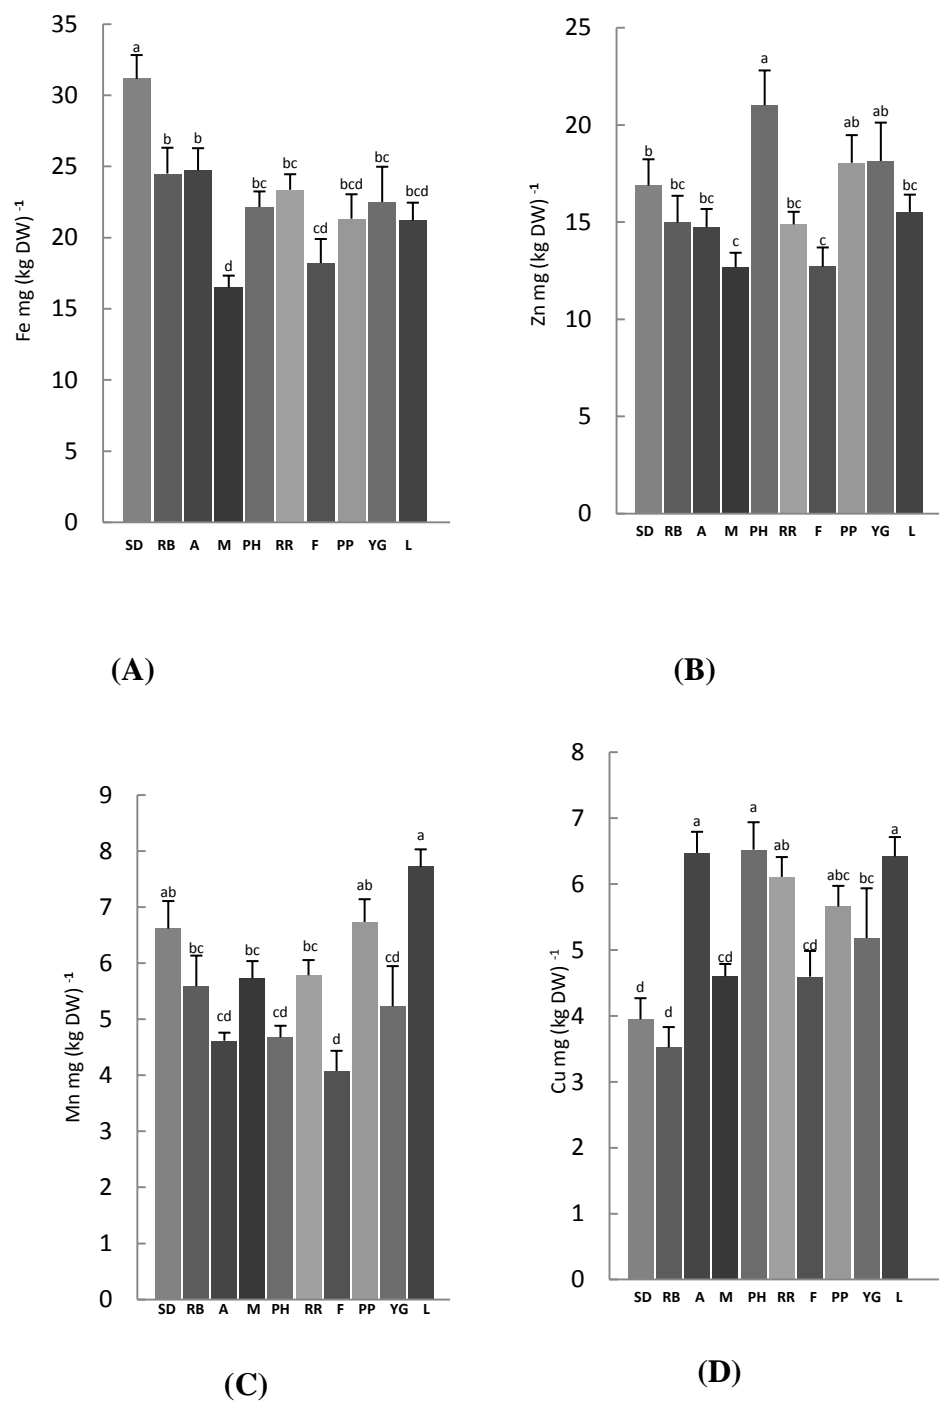 35
30
25
20
15
10
5
0
Fe mg (kg DW) -1
a
b
b
d
bc
bc
cd
bcd
bc
bcd
SD RB A M PH RR F PP YG L
(A)
25
20
15
10
5
0
Zn mg (kg DW) -1
b
bc
bc
c
a
bc
c
ab
ab
bc
SD RB A M PH RR F PP YG L
(B)
9
8
7
6
5
4
3
2
1
0
Mn mg (kg DW) -1
ab
bc
cd
bc
cd
bc
d
ab
cd
a
SD RB A M PH RR F PP YG L
(C)
8
7
6
5
4
3
2
1
0
Cu mg (kg DW) -1
d
d
a
cd
a
ab
cd
abc
bc
a
SD RB A M PH RR F PP YG L
(D)